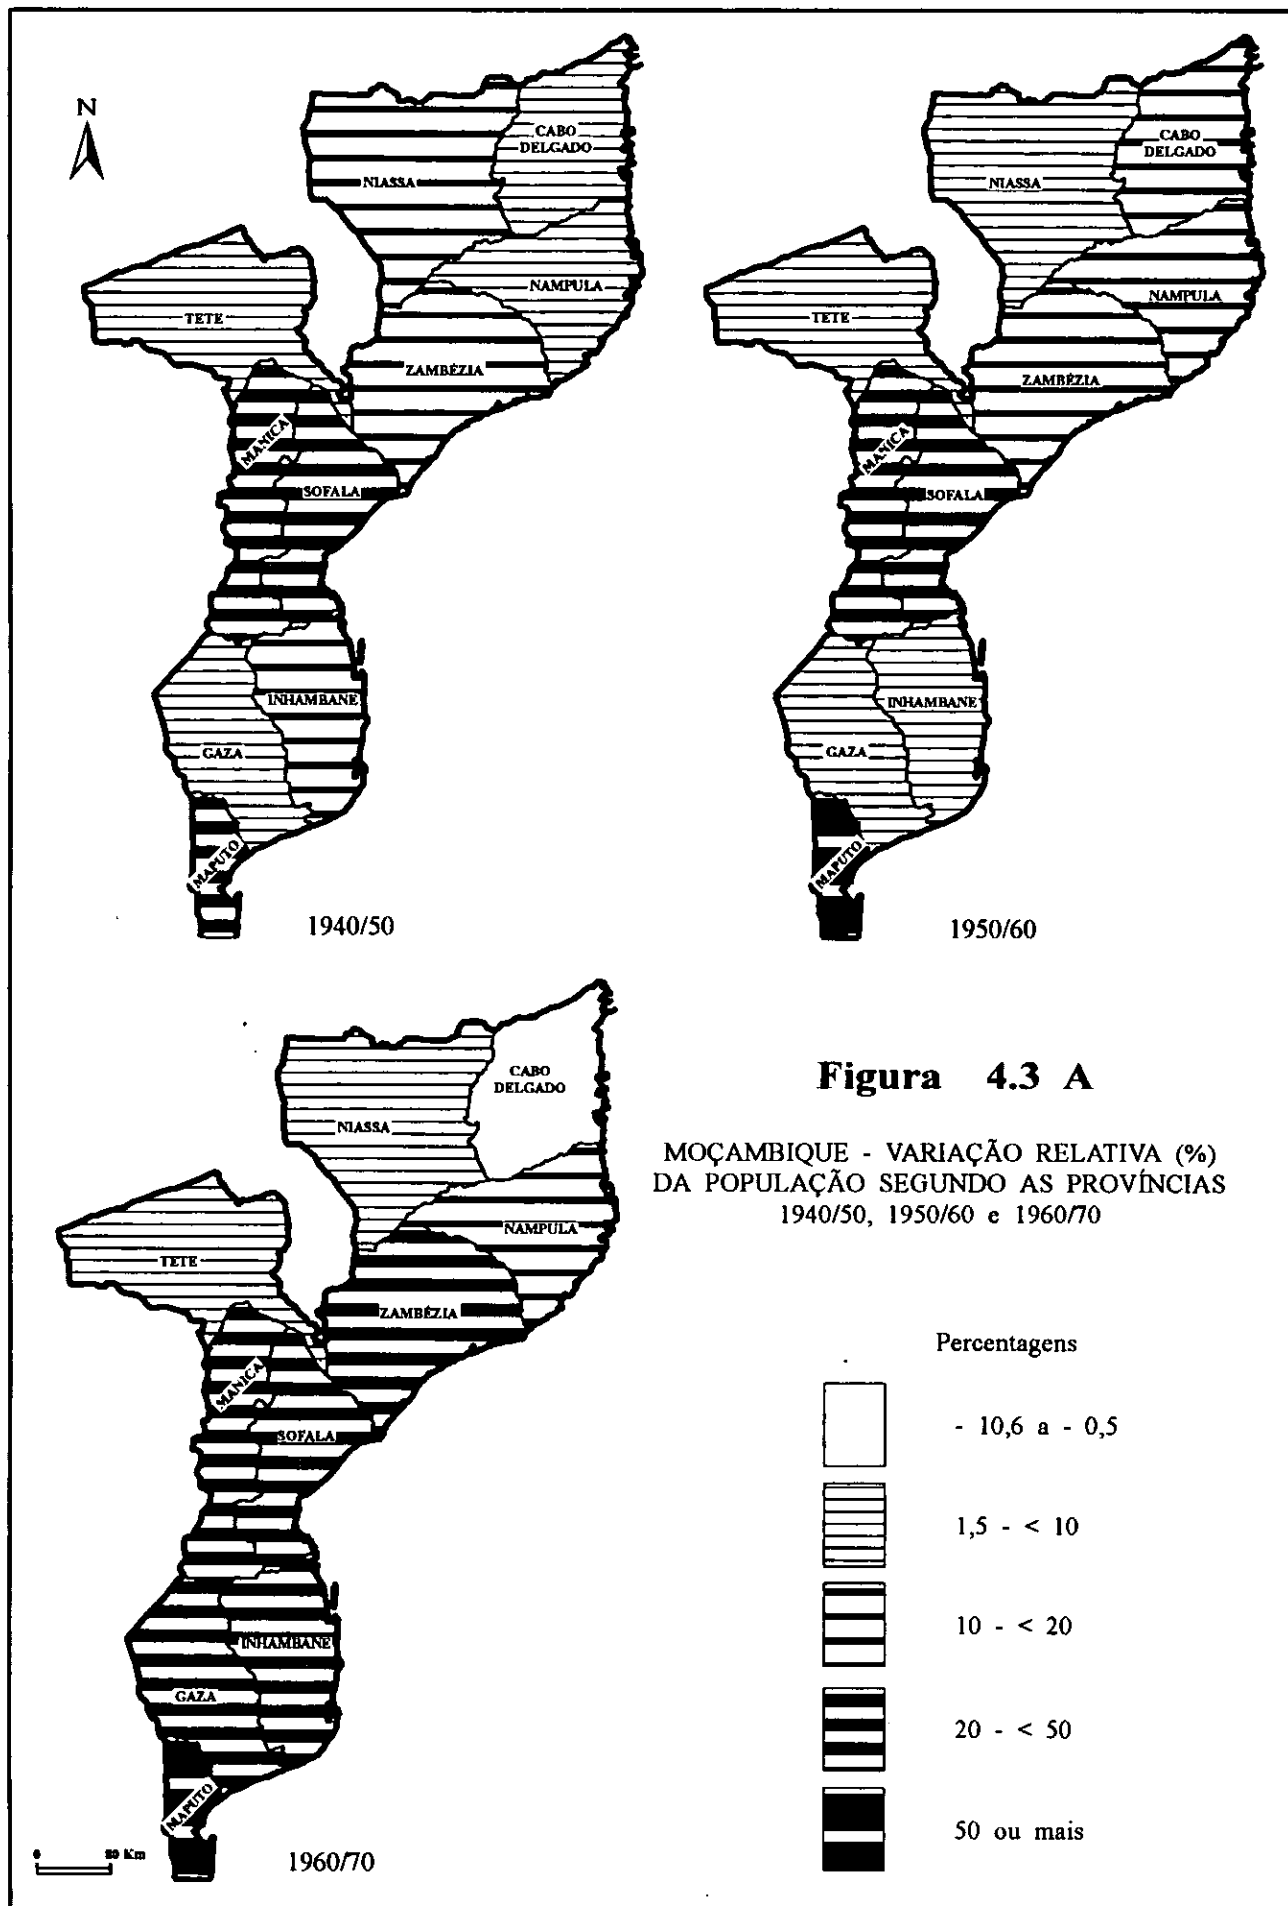 N
CABO
DELGADO
NIASSA
NAMPULA
TETE
ZAMBÉZIA
MANICA
SOFALA
INHAMBANE
GAZA
MAPUTO
1940/50
CABO
DELGADO
NIASSA
NAMPULA
TETE
ZAMBÉZIA
MANICA
SOFALA
INHAMBANE
GAZA
MAPUTO
1950/60
CABO
DELGADO
NIASSA
NAMPULA
TETE
ZAMBÉZIA
MANICA
SOFALA
INHAMBANE
GAZA
MAPUTO
1960/70
Figura 4.3 A
MOÇAMBIQUE - VARIAÇÃO RELATIVA (%)
DA POPULAÇÃO SEGUNDO AS PROVÍNCIAS
1940/50, 1950/60 e 1960/70
Percentagens
- 10,6 a - 0,5
1,5 - < 10
10 - < 20
20 - < 50
50 ou mais
Km